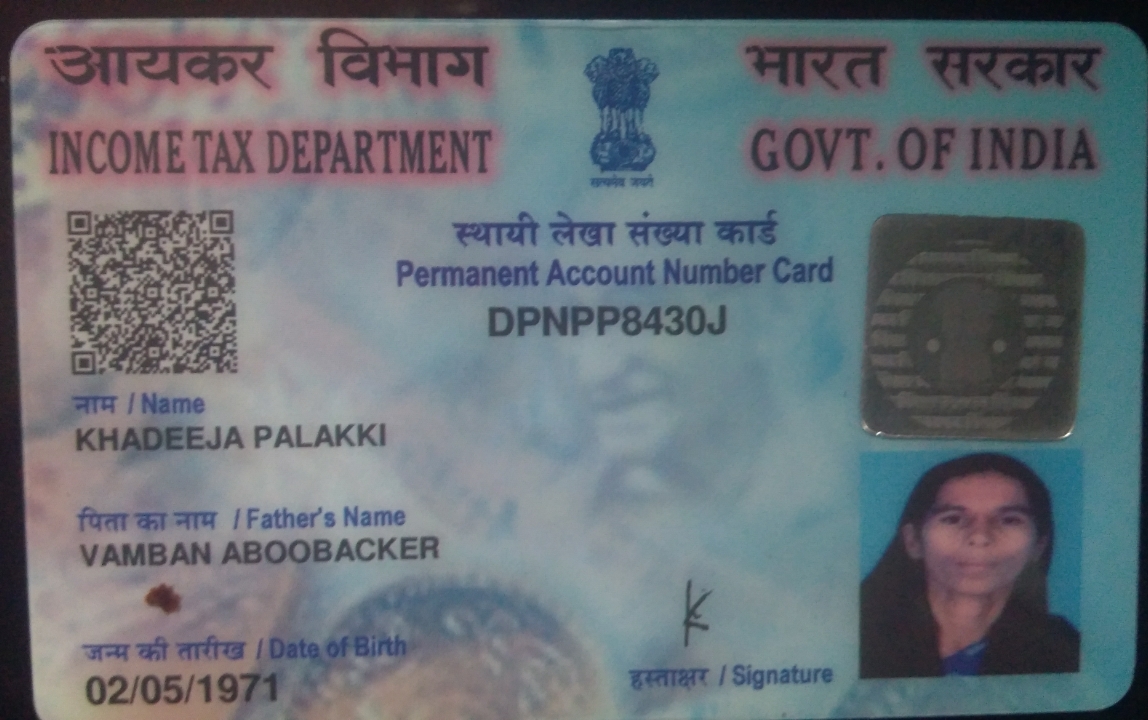 आयकर विभाग
INCOME TAX DEPARTMENT
सत्यमेव जयते
भारत सरकार
GOVT. OF INDIA
स्थायी लेखा संख्या कार्ड
Permanent Account Number Card
DPNPP8430J
नाम / Name
KHADEEJA PALAKKI
पिता का नाम / Father's Name
VAMBAN ABOOBACKER
जन्म की तारीख / Date of Birth
02/05/1971
K
हस्ताक्षर / Signature